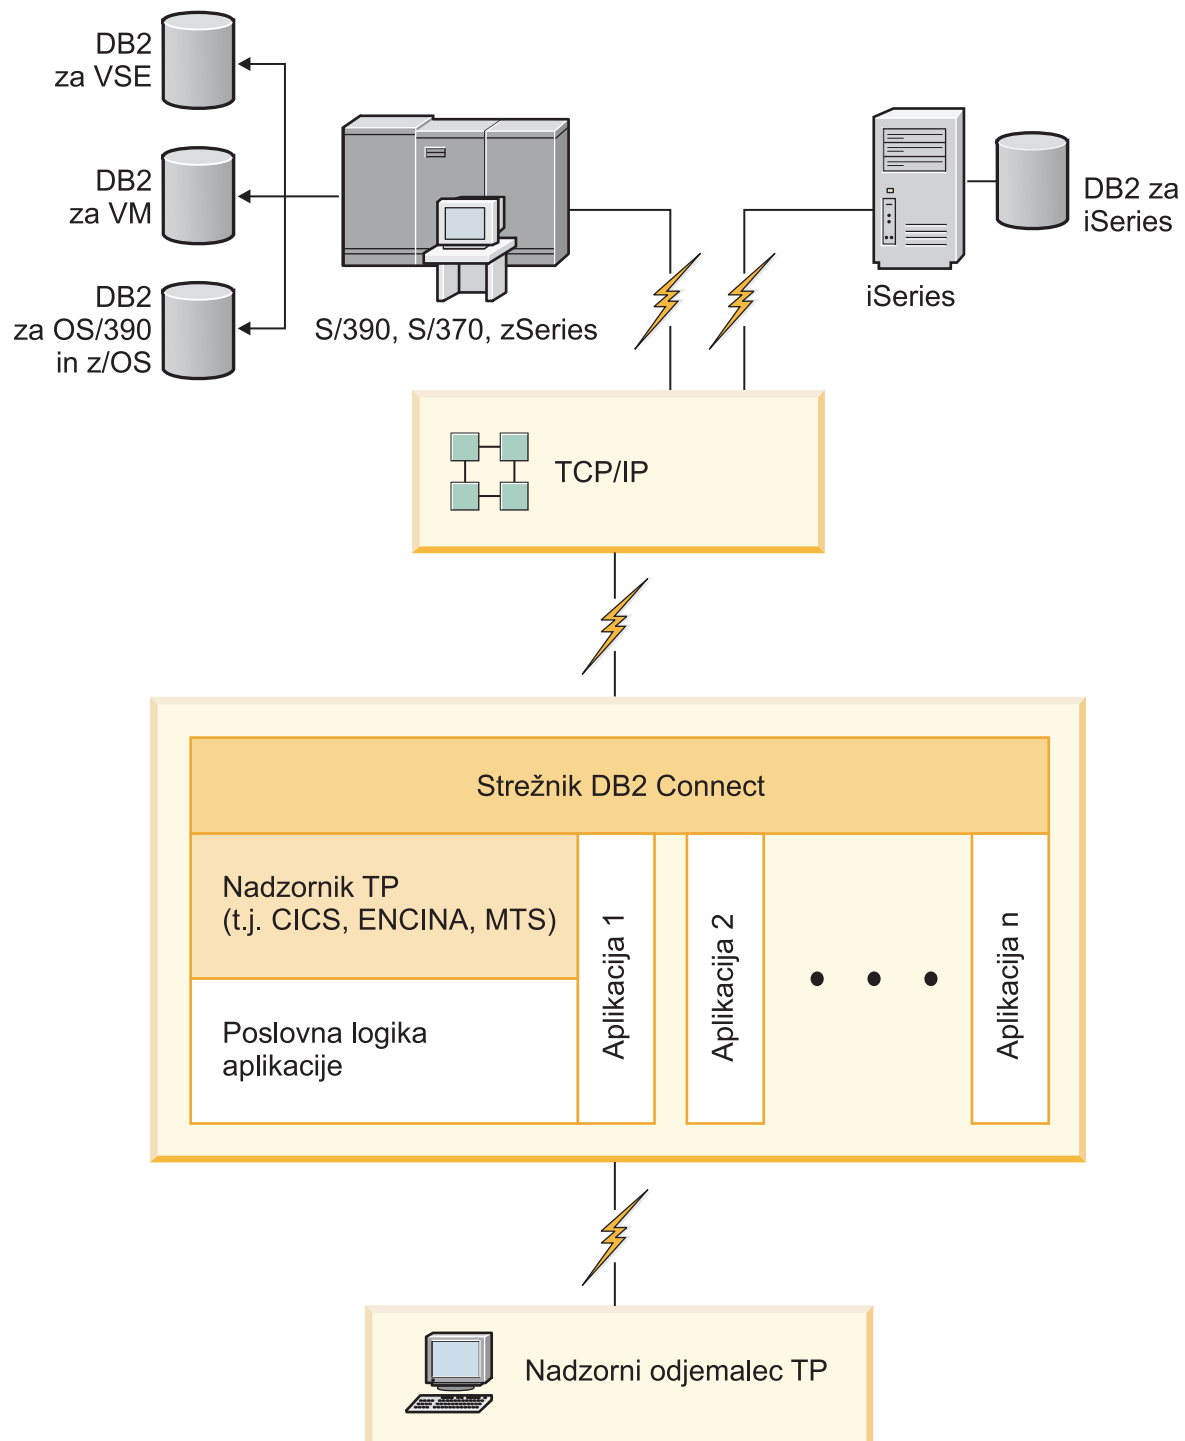 DB2
za VSE
DB2
za VM
DB2
za OS/390
in z/OS
S/390, S/370, zSeries
iSeries
DB2 za
iSeries
TCP/IP
Strežnik DB2 Connect
Nadzornik TP
(t.j. CICS, ENCINA, MTS)
Poslovna logika
aplikacije
Aplikacija 1
Aplikacija 2
Aplikacija n
Nadzorni odjemalec TP